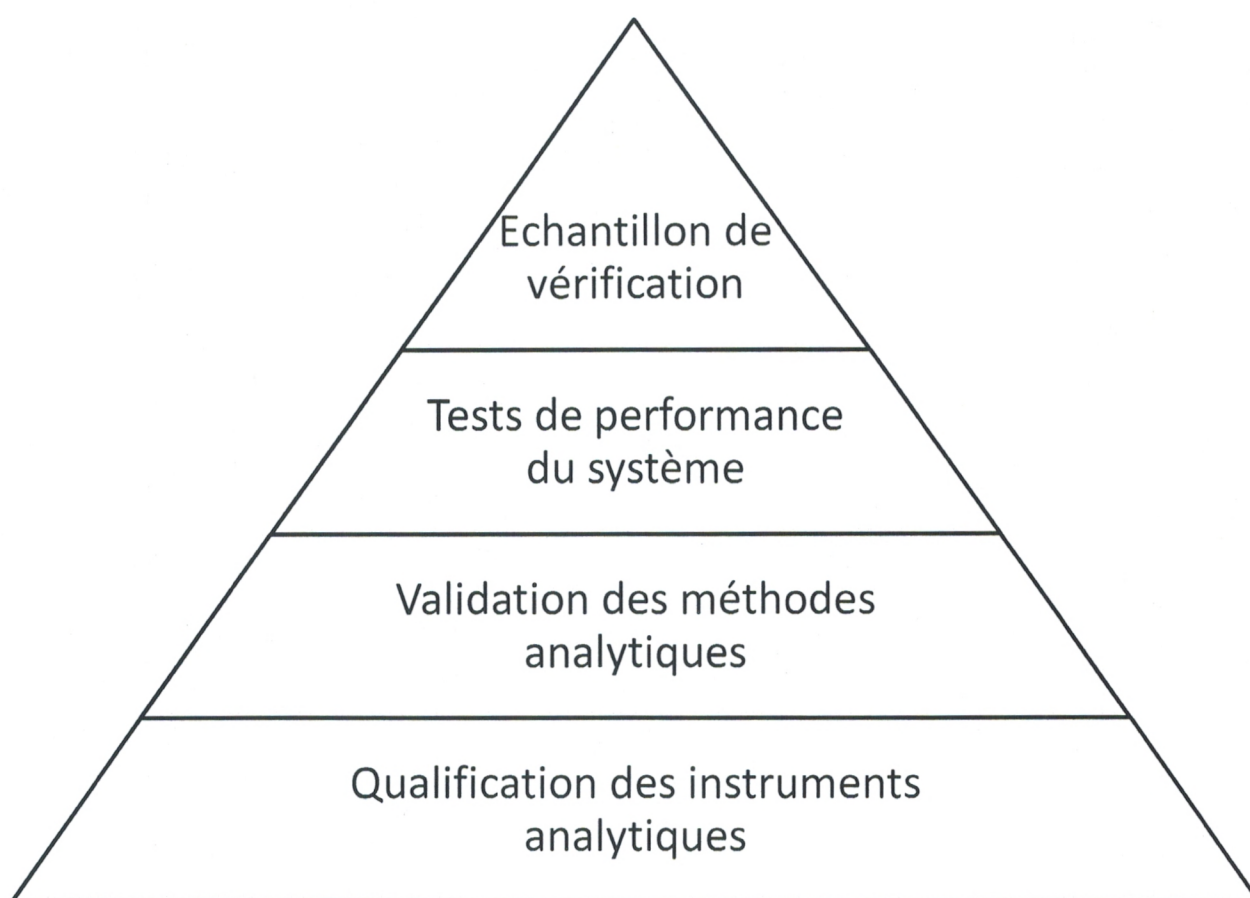 Echantillon de
vérification
Tests de performance
du système
Validation des méthodes
analytiques
Qualification des instruments
analytiques